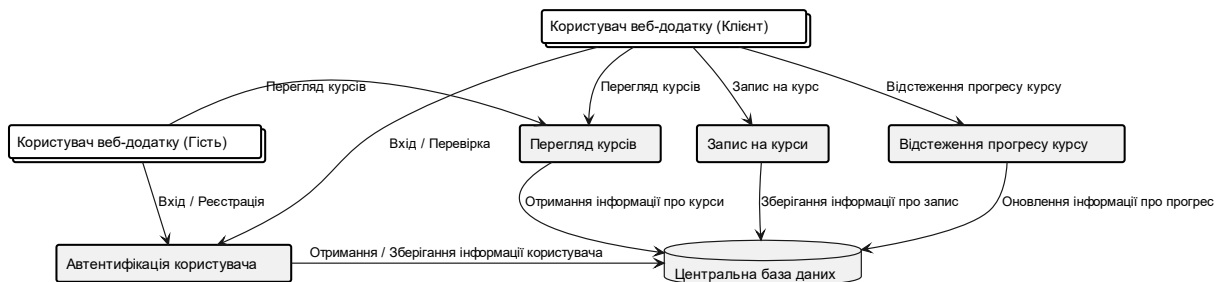 Користувач веб-додатку (Клієнт)
Перегляд курсів
Перегляд курсів
Запис на курс
Відстеження прогресу курсу
Користувач веб-додатку (Гість)
Вхід / Перевірка
Перегляд курсів
Запис на курси
Відстеження прогресу курсу
Вхід / Реєстрація
Отримання інформації про курси
Зберігання інформації про запис
Оновлення інформації про прогрес
Автентифікація користувача
Отримання / Зберігання інформації користувача
Центральна база даних